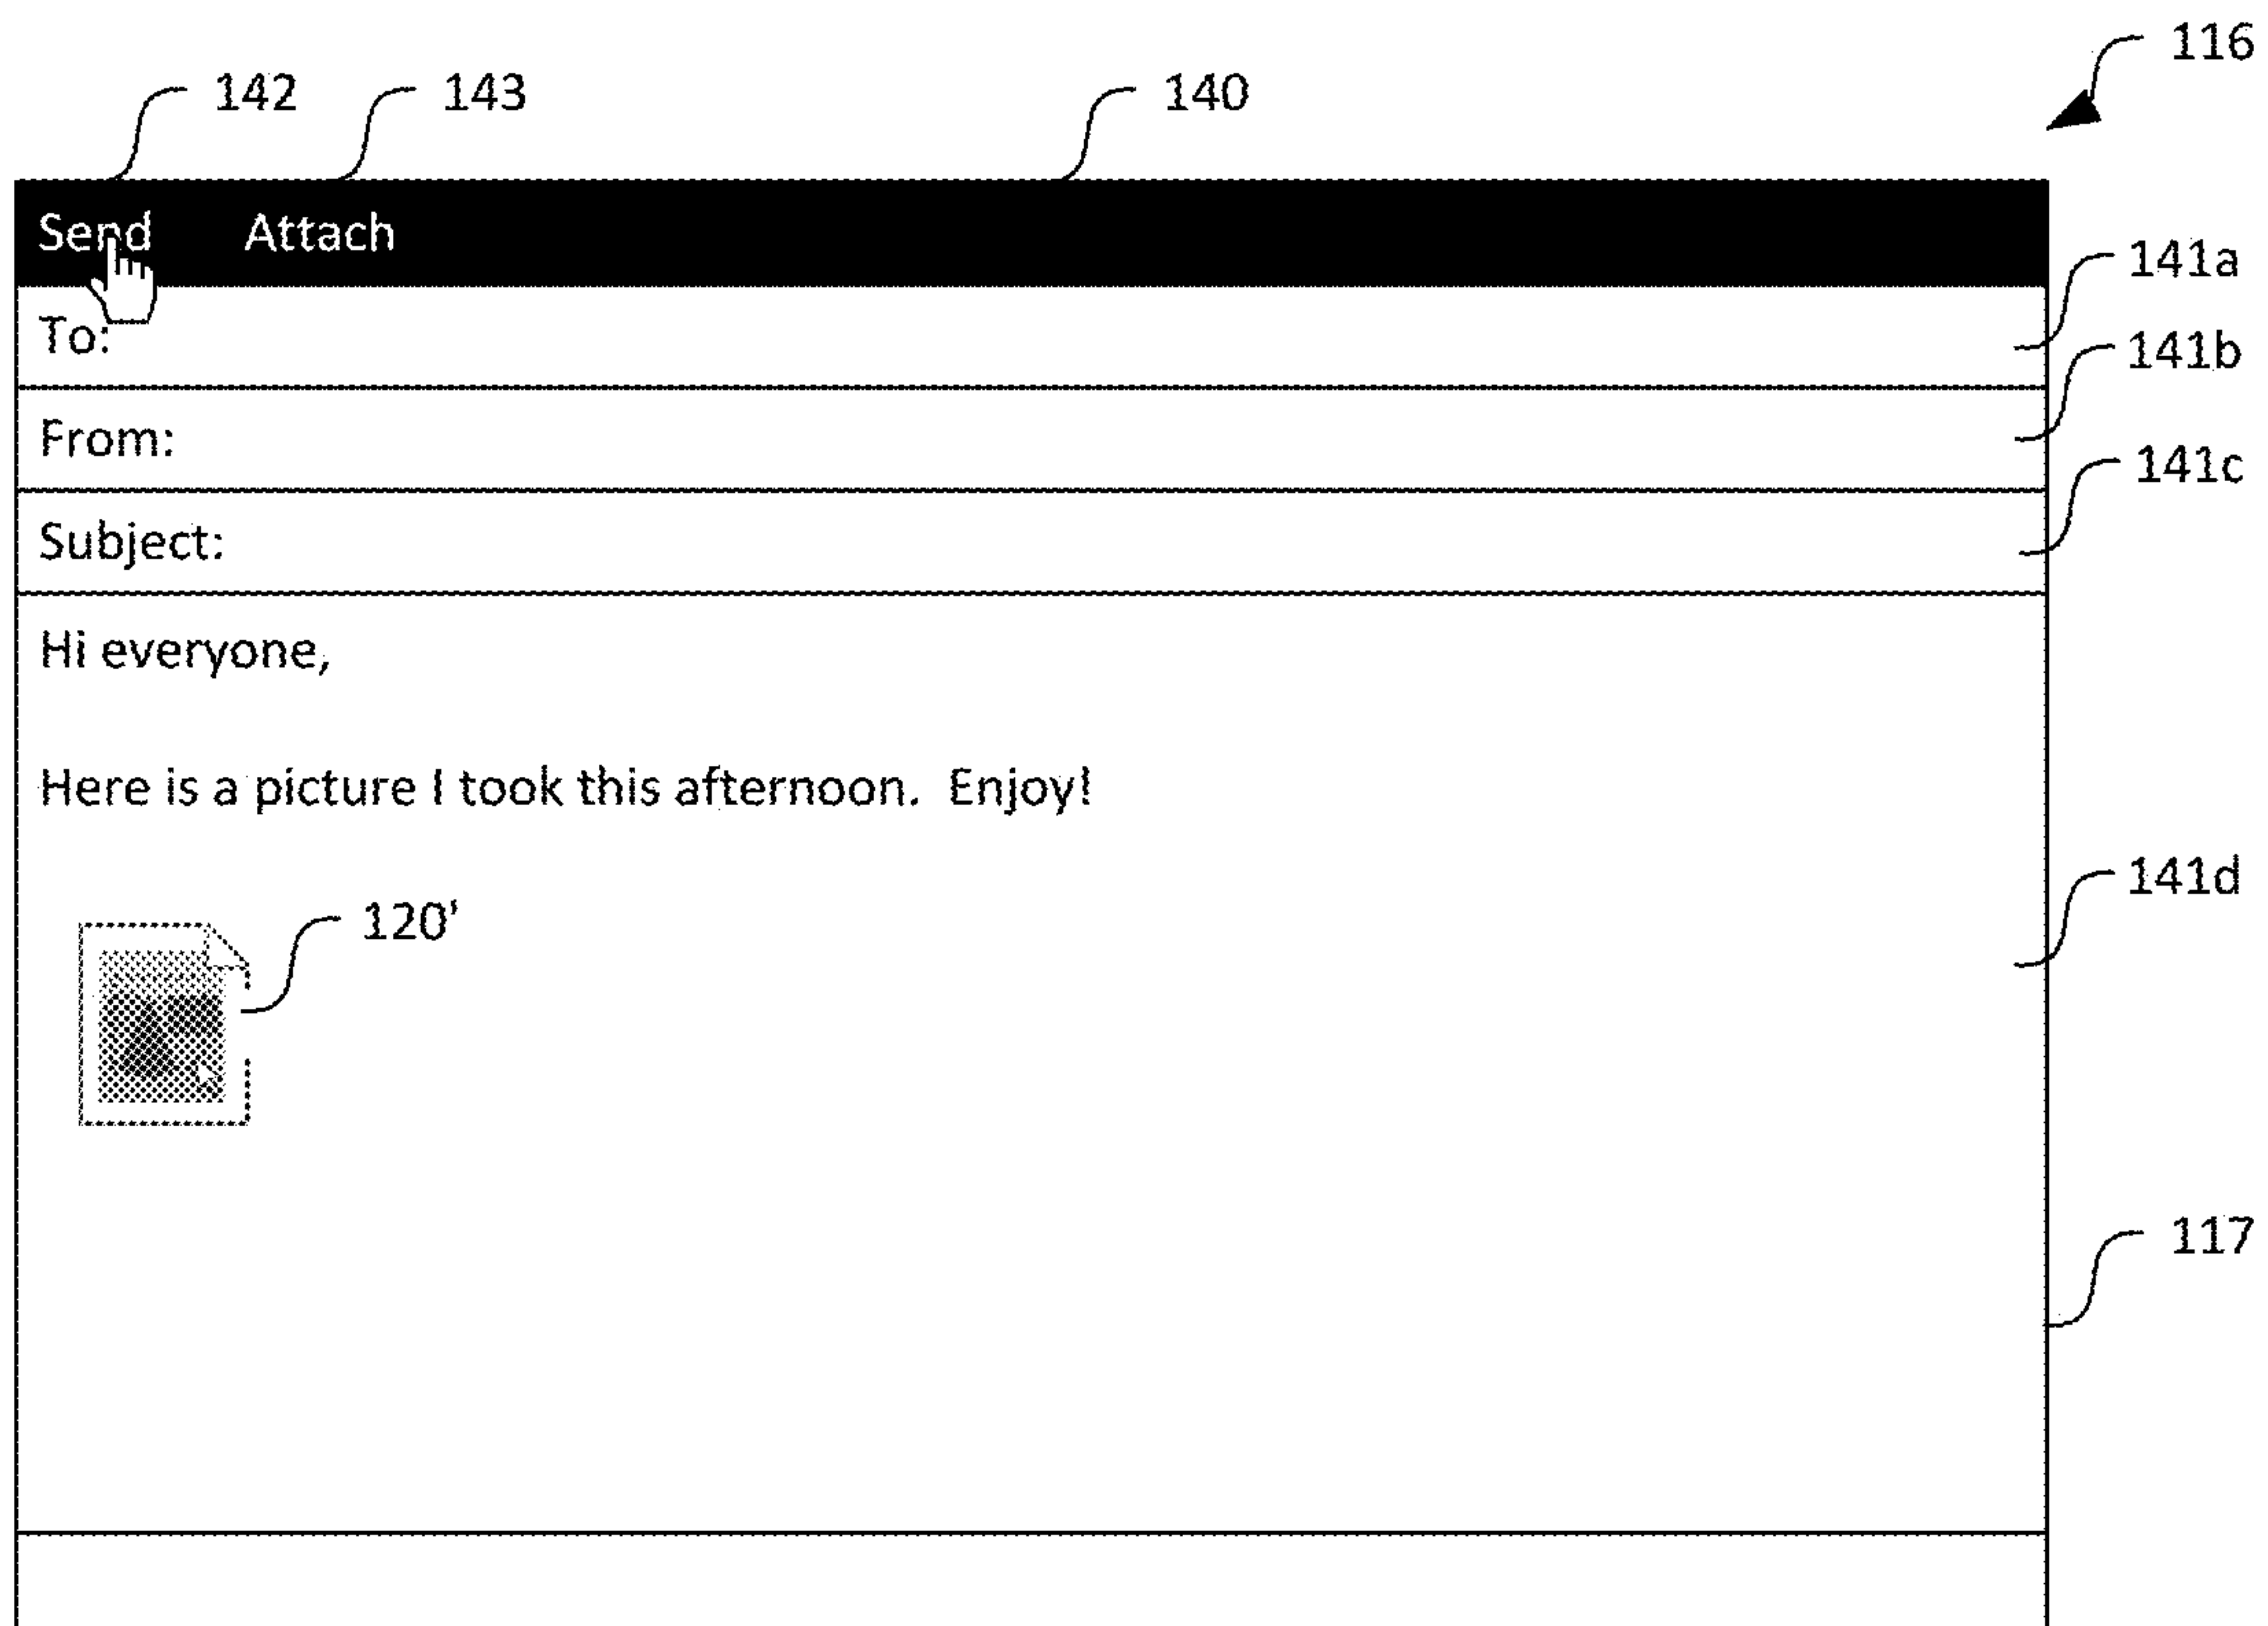 116
142 143 140
Send Attach
141a
To:
141b
From:
141c
Subject:
Hi everyone,
Here is a picture I took this afternoon. Enjoy!
141d
120'
117